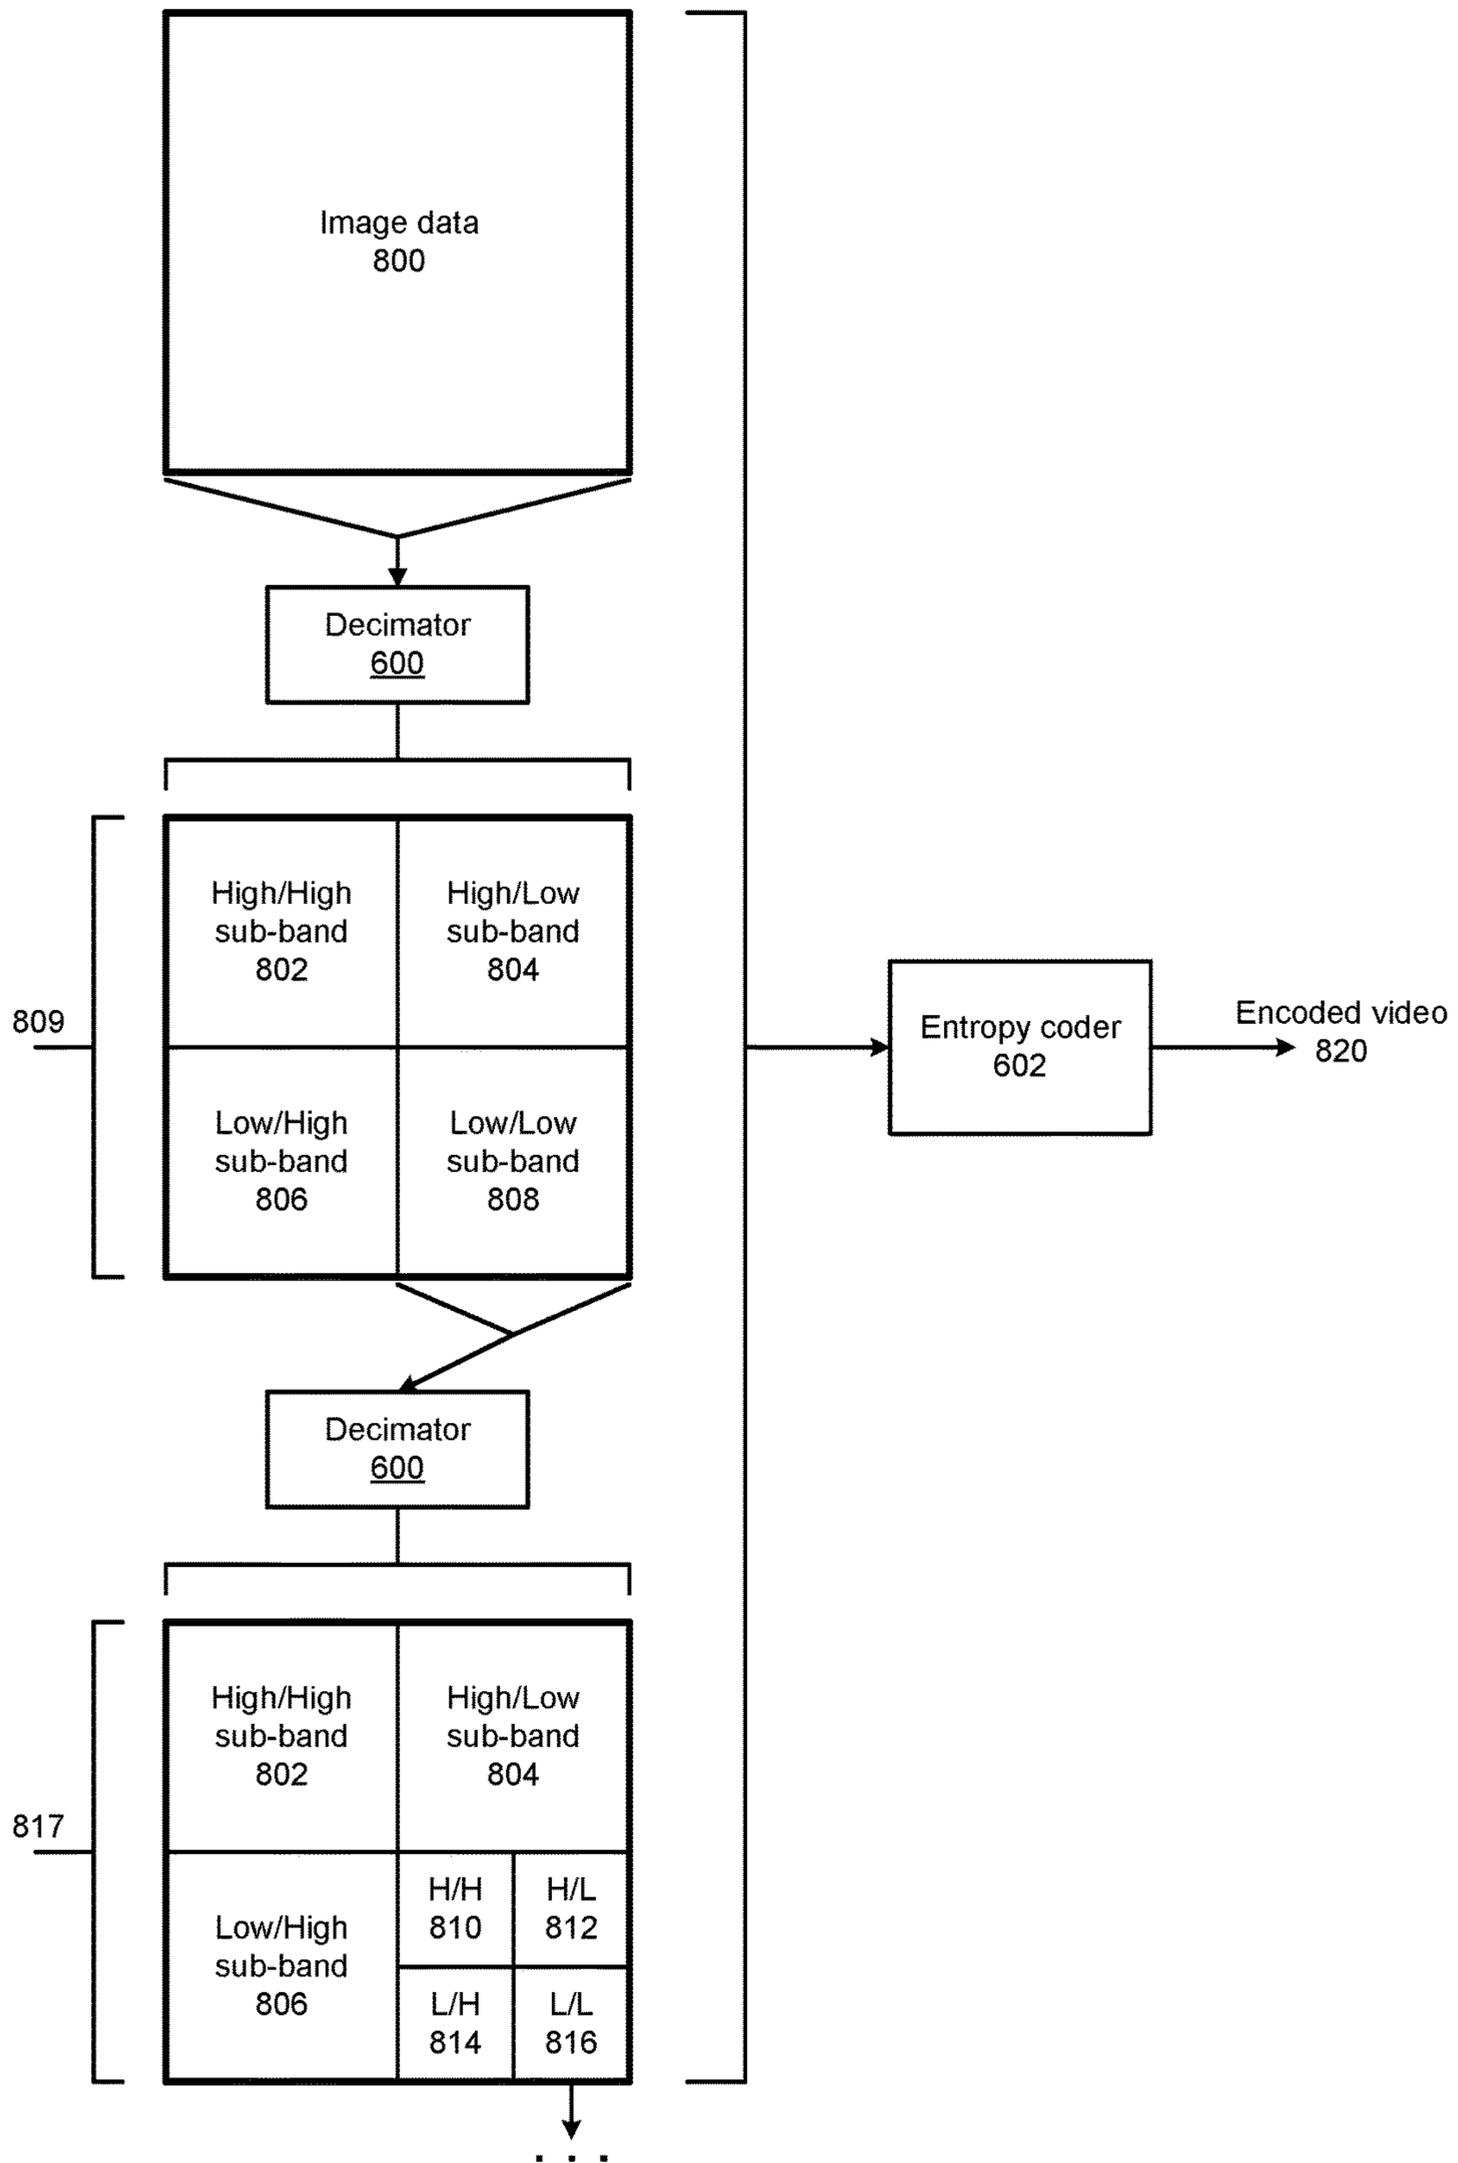 Image data
800
Decimator
600
High/High
sub-band
802
High/Low
sub-band
804
809
Low/High
sub-band
806
Low/Low
sub-band
808
Entropy coder
602
Encoded video
820
Decimator
600
High/High
sub-band
802
High/Low
sub-band
804
817
Low/High
sub-band
806
H/H
810
H/L
812
L/H
814
L/L
816
. . .